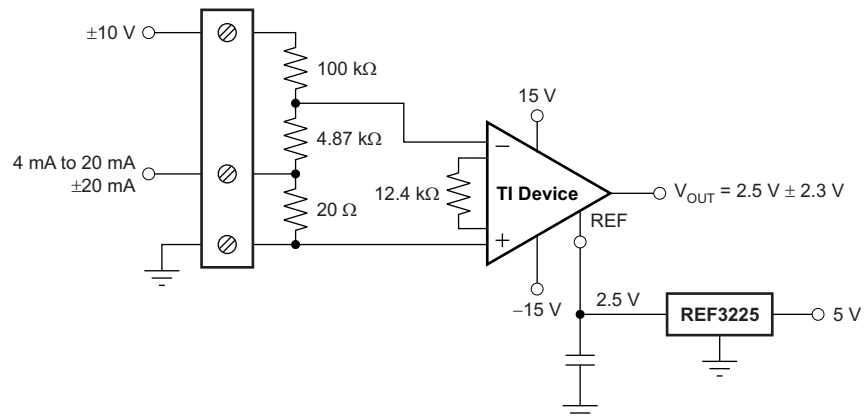 ±10 V
100 kΩ
15 V
4.87 kΩ
4 mA to 20 mA
±20 mA
12.4 kΩ
−
TI Device
+
V_OUT = 2.5 V ± 2.3 V
20 Ω
REF
−15 V
2.5 V
REF3225
5 V